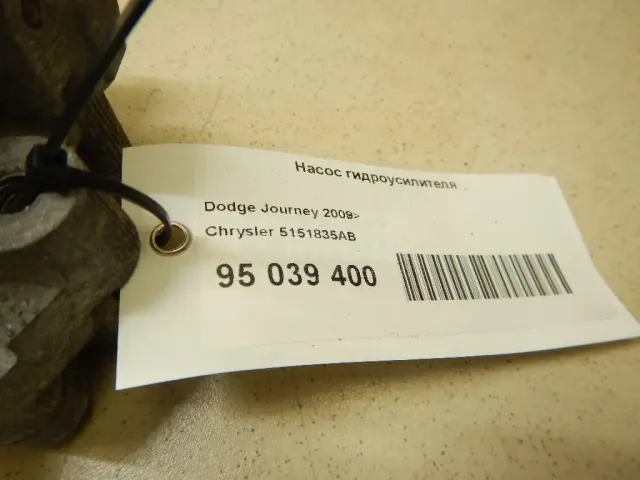 Насос гидроусилителя
Dodge Journey 2009>
Chrysler 5151835AB
95 039 400